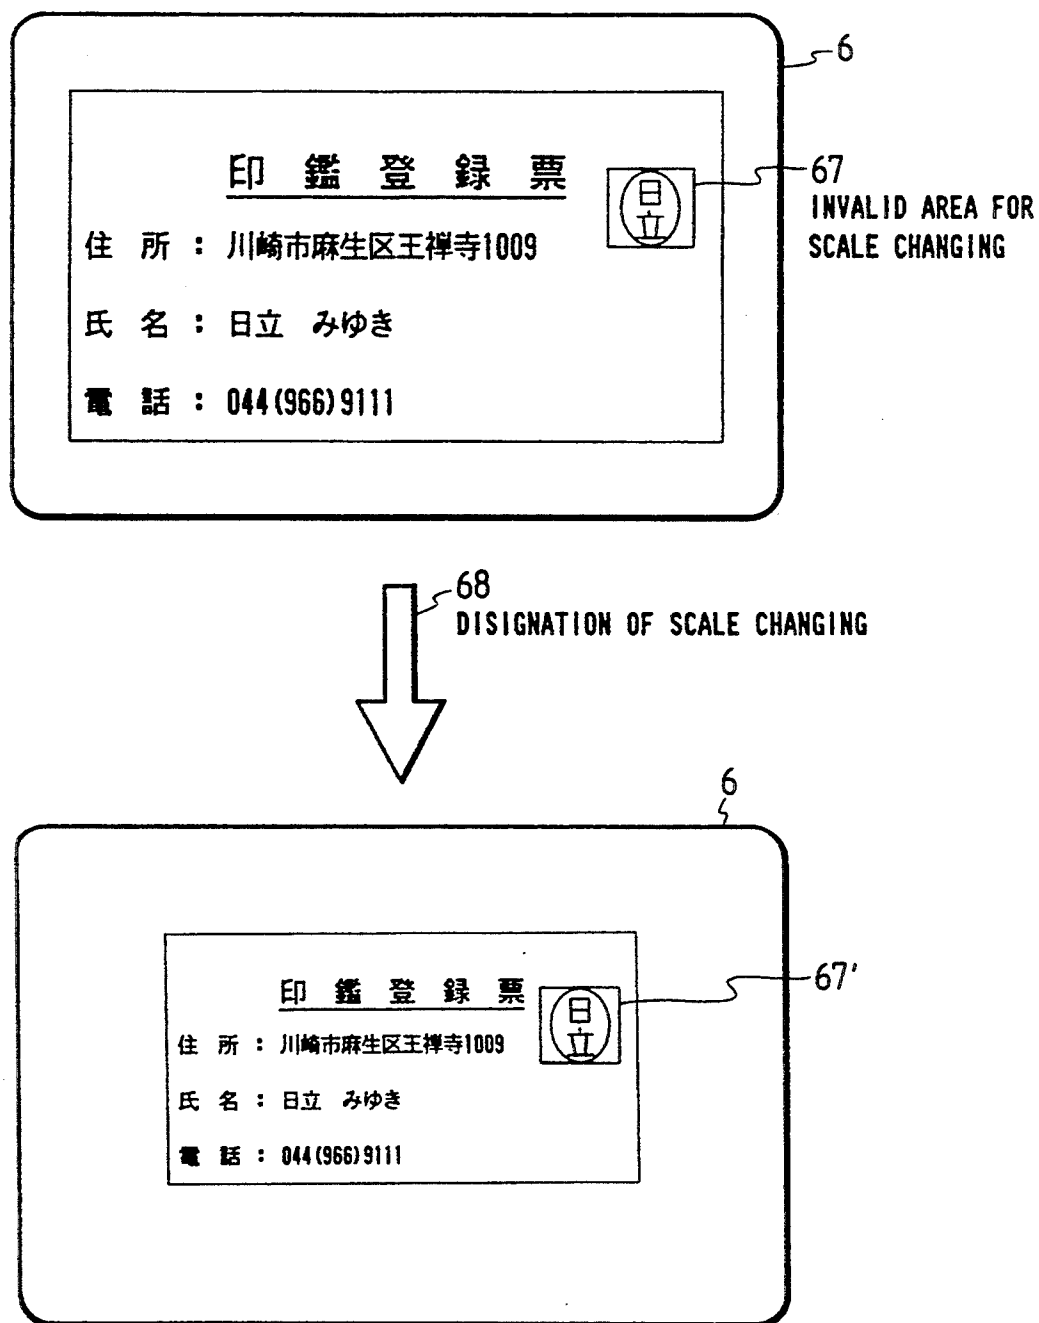 6
印 鑑 登 録 票
日立
67
INVALID AREA FOR
SCALE CHANGING
住 所 : 川崎市麻生区王禅寺1009
氏 名 : 日立 みゆき
電 話 : 044(966)9111
68
DISIGNATION OF SCALE CHANGING
6
印 鑑 登 録 票
日立
67'
住 所 : 川崎市麻生区王禅寺1009
氏 名 : 日立 みゆき
電 話 : 044(966)9111